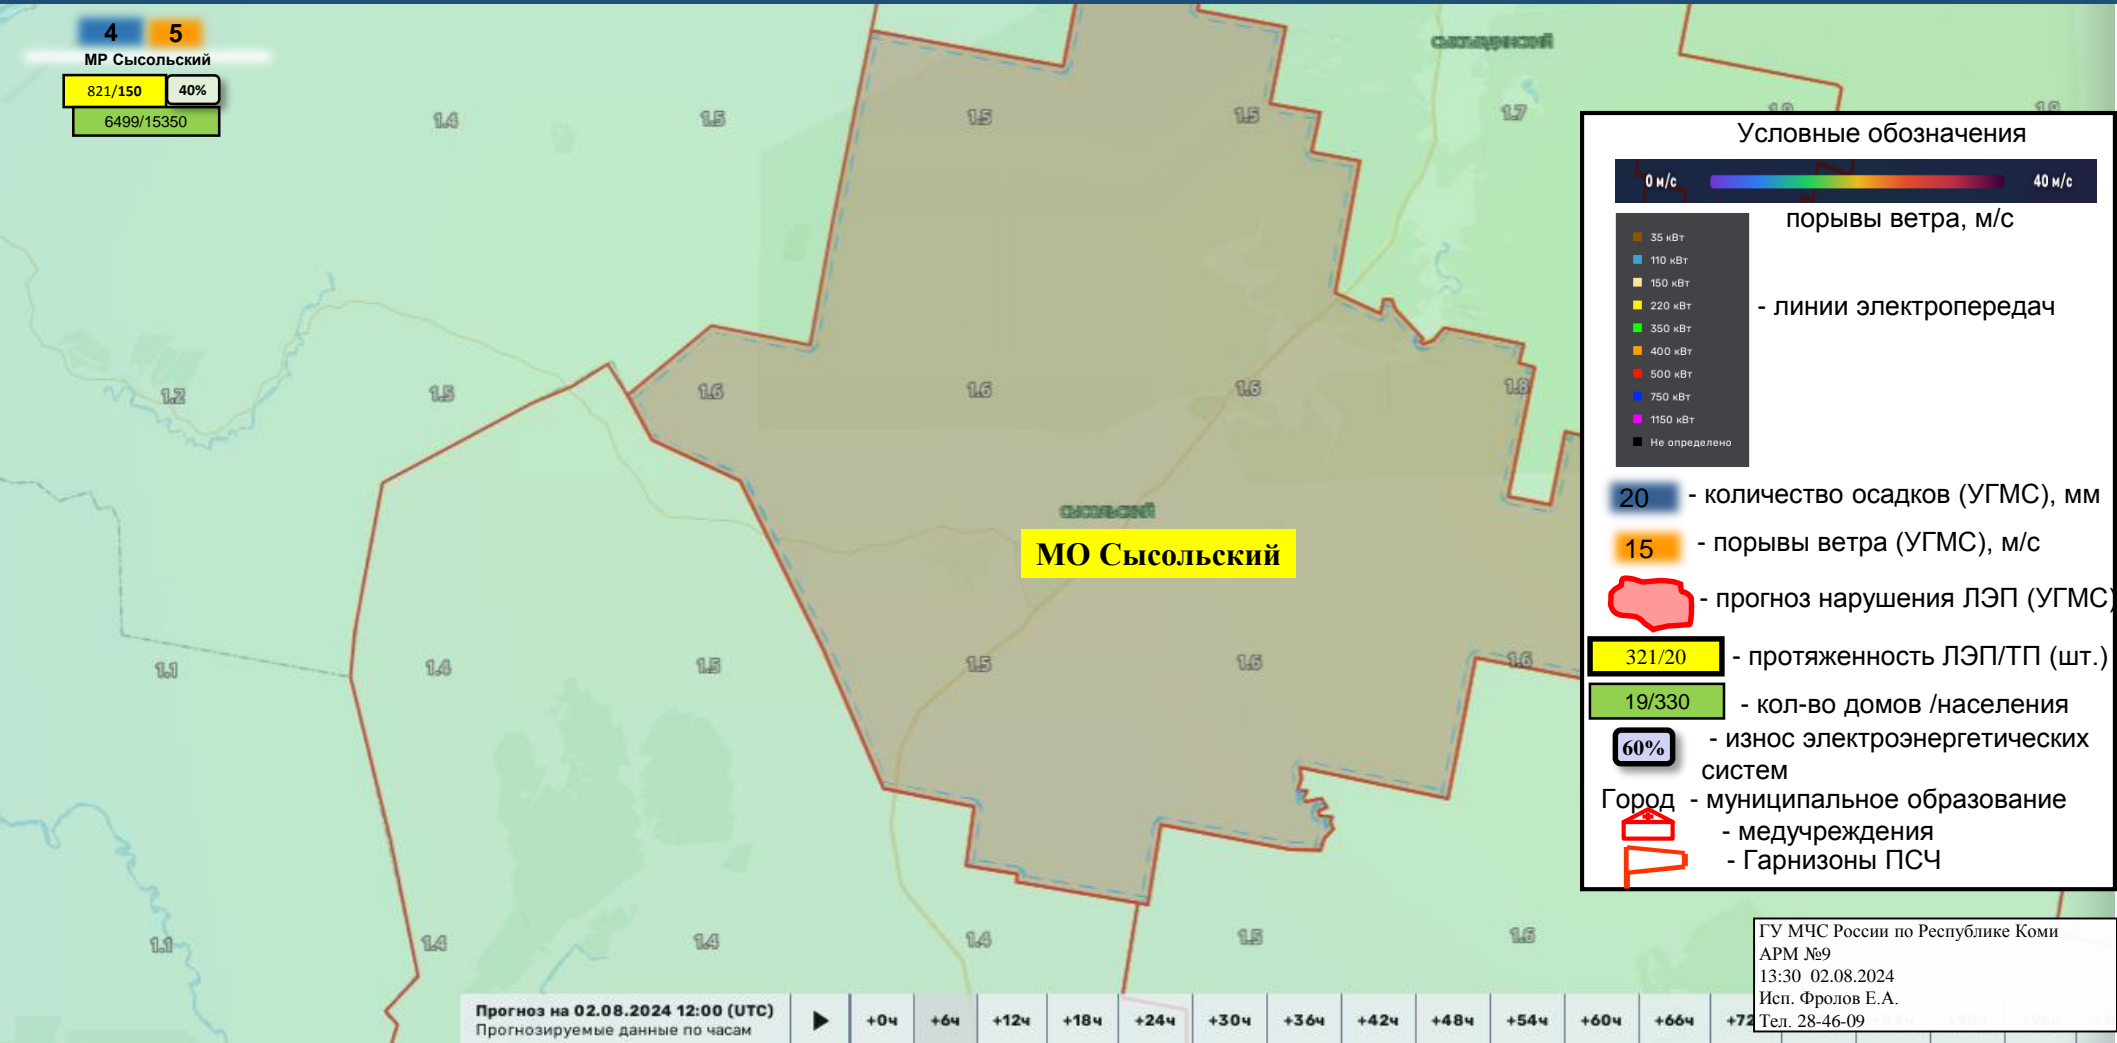 4 5
МР Сысольский
821/150 40%
6499/15350
Сыктывдинский
1.4 1.5 1.5 1.5 1.7
1.2 1.5 1.6 1.6 1.6 1.8
сысольский
МО Сысольский
1.1 1.4 1.5 1.5 1.6 1.6
1.1 1.4 1.4 1.4 1.5 1.6
Условные обозначения
0 м/с 40 м/с
порывы ветра, м/с
35 кВт
110 кВт
150 кВт
220 кВт
350 кВт
400 кВт
500 кВт
750 кВт
1150 кВт
Не определено
- линии электропередач
20 - количество осадков (УГМС), мм
15 - порывы ветра (УГМС), м/с
- прогноз нарушения ЛЭП (УГМС)
321/20 - протяженность ЛЭП/ТП (шт.)
19/330 - кол-во домов /населения
60% - износ электроэнергетических
систем
Город - муниципальное образование
- медучреждения
- Гарнизоны ПСЧ
ГУ МЧС России по Республике Коми
АРМ №9
13:30 02.08.2024
Исп. Фролов Е.А.
Тел. 28-46-09
Прогноз на 02.08.2024 12:00 (UTC)
Прогнозируемые данные по часам
+0ч +6ч +12ч +18ч +24ч +30ч +36ч +42ч +48ч +54ч +60ч +66ч +72